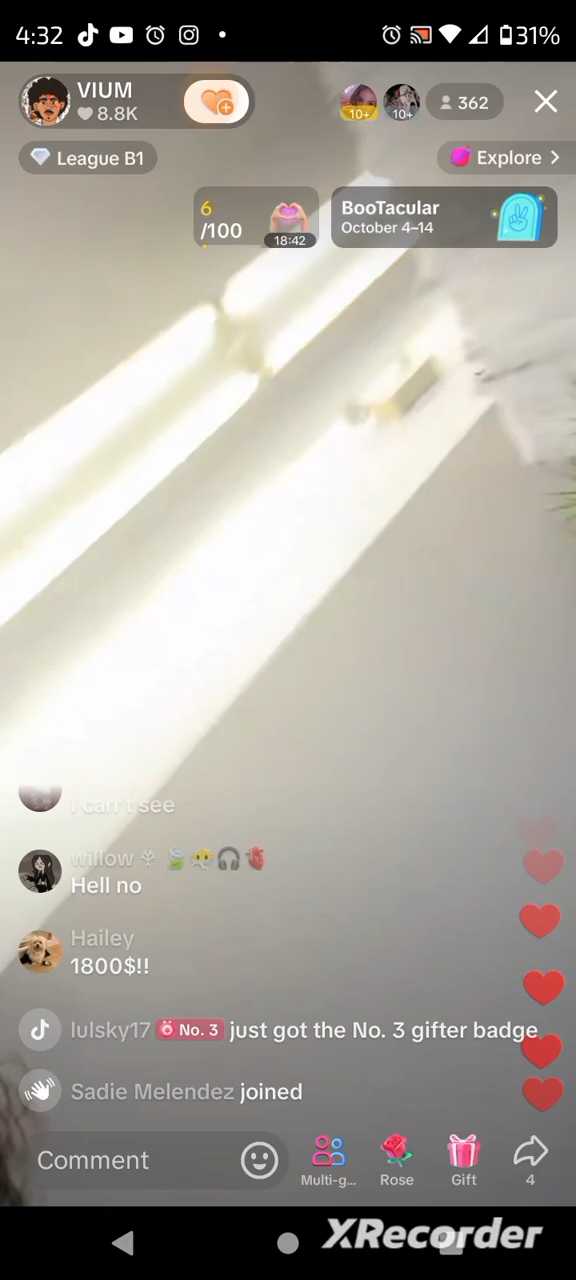 4:32
31%
VIUM
8.8K
10+
10+
362
League B1
Explore >
6
/100
18:42
BooTacular
October 4–14
I can't see
willow
Hell no
Hailey
1800$!!
lulsky17 No. 3 just got the No. 3 gifter badge
Sadie Melendez joined
Comment
Multi-g...
Rose
Gift
4
XRecorder